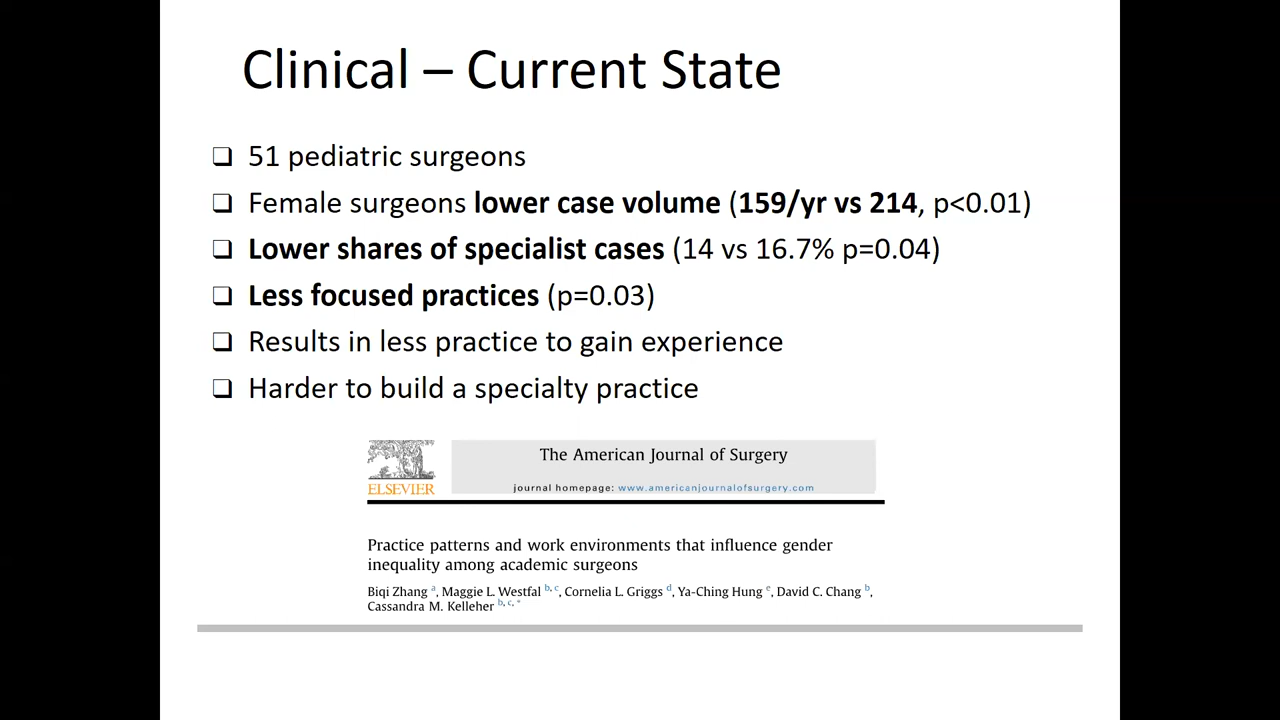 Clinical – Current State
❑ 51 pediatric surgeons
❑ Female surgeons lower case volume (159/yr vs 214, p<0.01)
❑ Lower shares of specialist cases (14 vs 16.7% p=0.04)
❑ Less focused practices (p=0.03)
❑ Results in less practice to gain experience
❑ Harder to build a specialty practice
The American Journal of Surgery
ELSEVIER
journal homepage: www.americanjournalofsurgery.com
Practice patterns and work environments that influence gender
inequality among academic surgeons
Biqi Zhang a, Maggie L. Westfal b, c, Cornelia L. Griggs d, Ya-Ching Hung e, David C. Chang b,
Cassandra M. Kelleher b, c, *